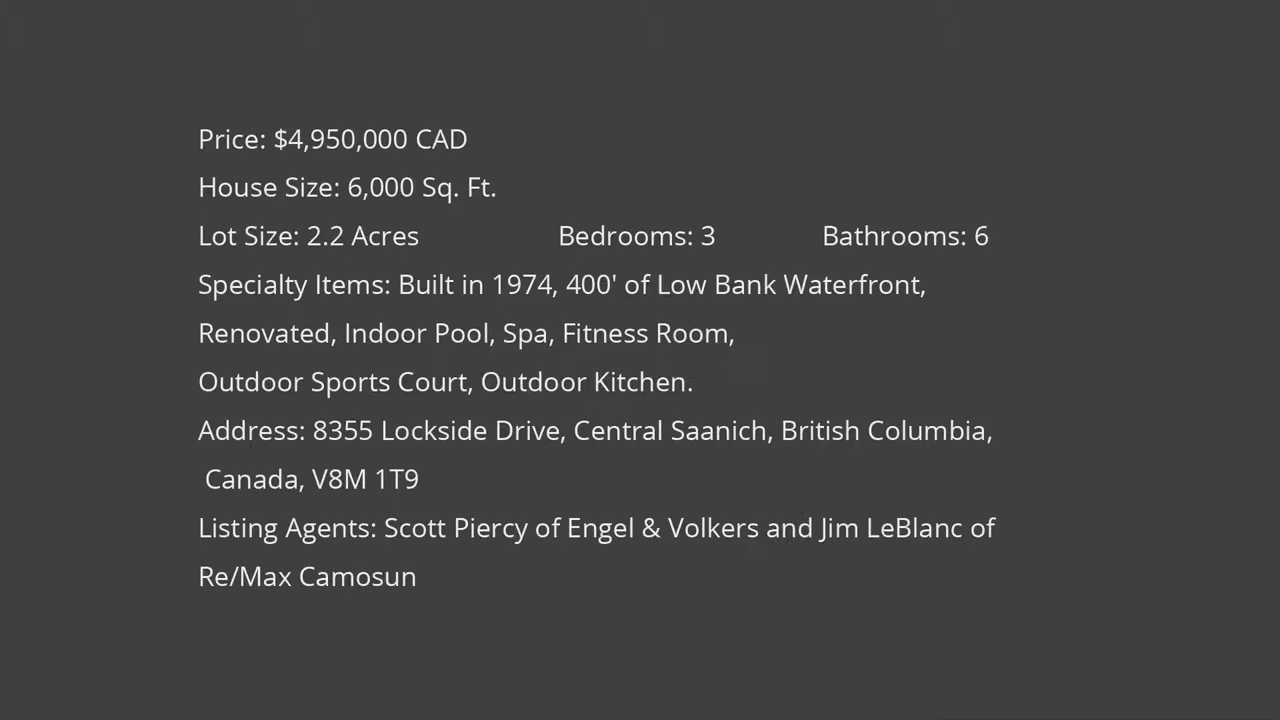 Price: $4,950,000 CAD
House Size: 6,000 Sq. Ft.
Lot Size: 2.2 Acres Bedrooms: 3 Bathrooms: 6
Specialty Items: Built in 1974, 400' of Low Bank Waterfront,
Renovated, Indoor Pool, Spa, Fitness Room,
Outdoor Sports Court, Outdoor Kitchen.
Address: 8355 Lockside Drive, Central Saanich, British Columbia,
Canada, V8M 1T9
Listing Agents: Scott Piercy of Engel & Volkers and Jim LeBlanc of
Re/Max Camosun